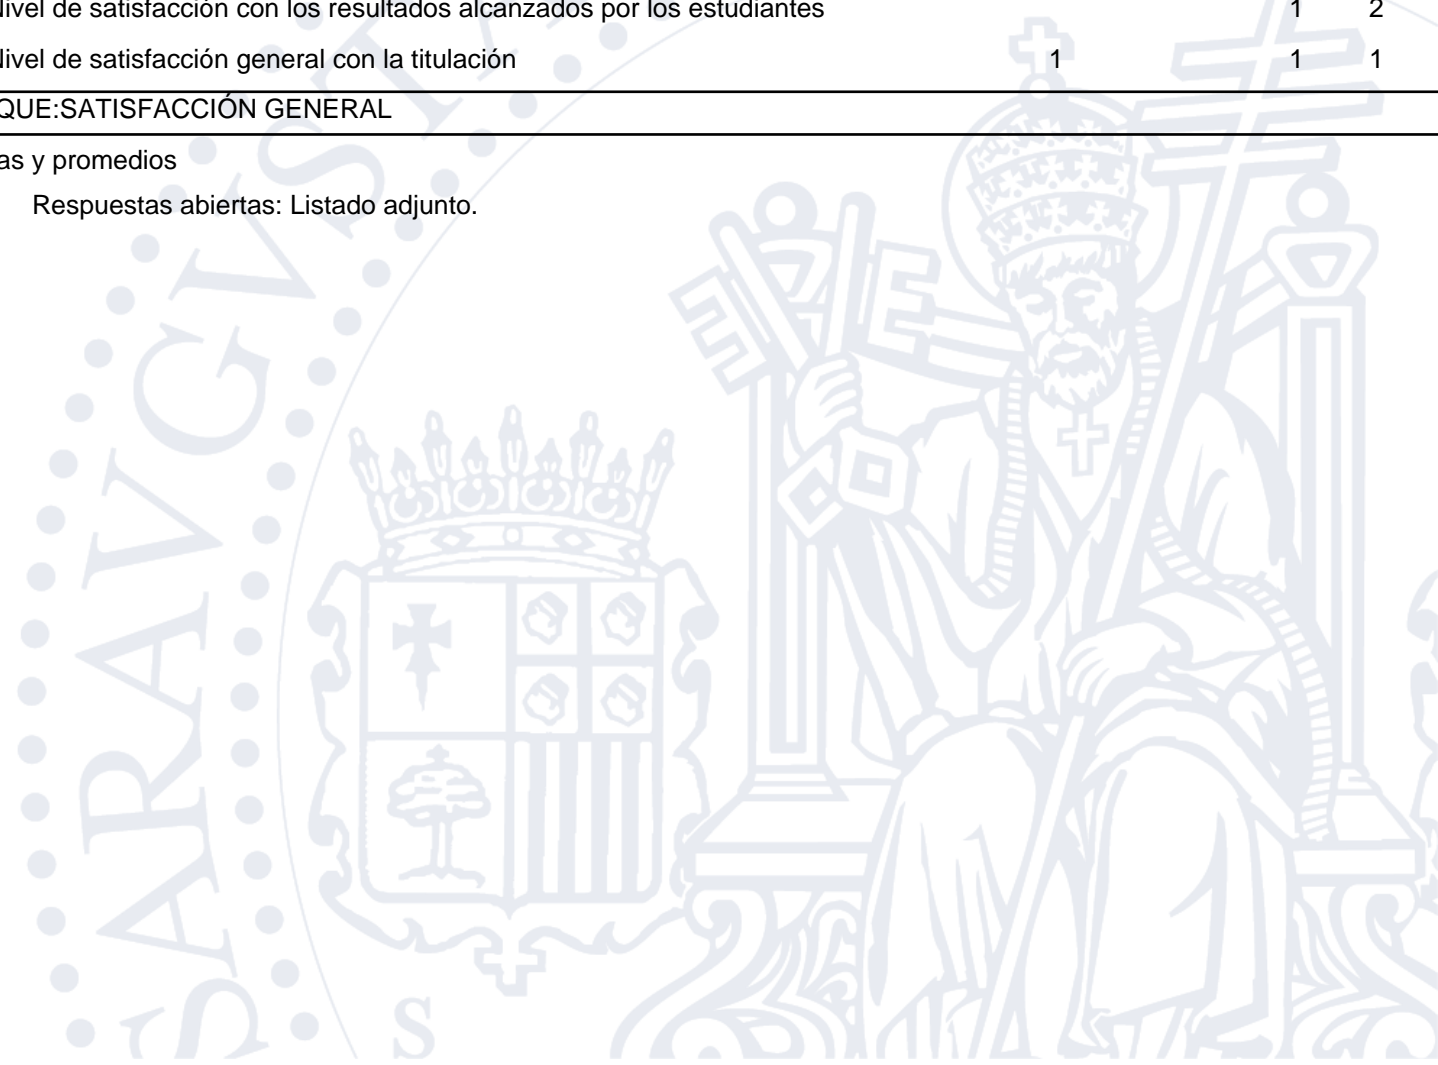 Nivel de satisfacción con los resultados alcanzados por los estudiantes 1 2
Nivel de satisfacción general con la titulación 1 1 1
QUE:SATISFACCIÓN GENERAL
as y promedios
Respuestas abiertas: Listado adjunto.
SARAVGVSTA
S